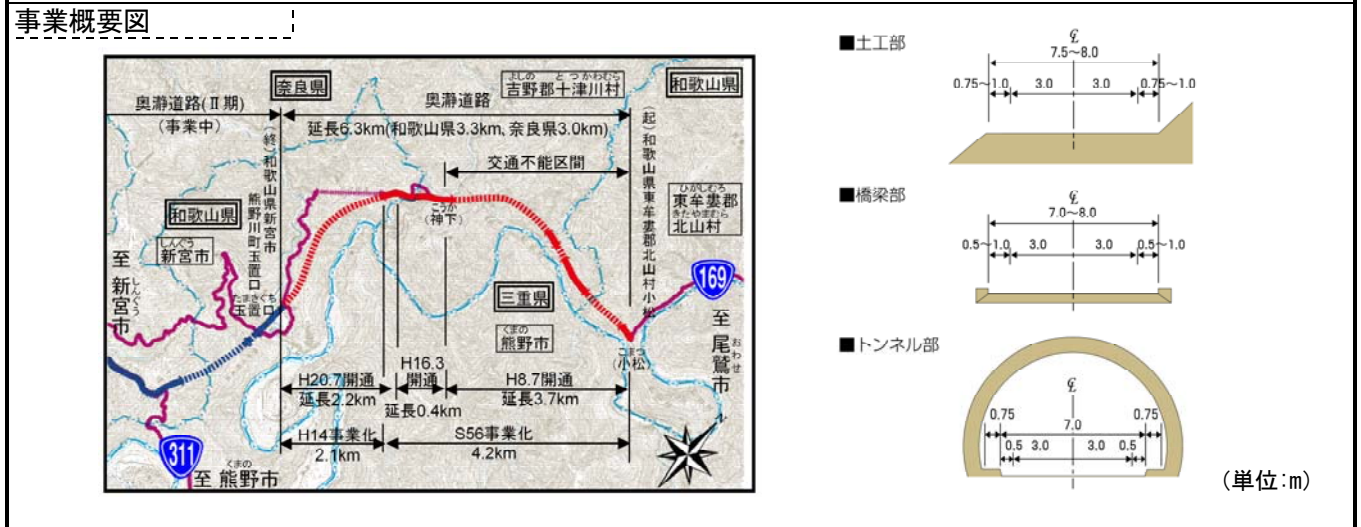 事業概要図
奈良県
よしの とつかわむら
吉野郡十津川村
和歌山県
奥瀞道路(Ⅱ期)
(事業中)
奥瀞道路
延長6.3km(和歌山県3.3km、奈良県3.0km)
交通不能区間
(終)和歌山県新宮市
熊野川町玉置口
(起)和歌山県東牟婁郡北山村小松
こうか
(神下)
和歌山県
しんぐう
新宮市
至新宮市
しんぐう
たまきぐち
玉置口
ひがしむろ
東牟婁郡
きたやまむら
北山村
169
三重県
くまの
熊野市
こまつ
(小松)
至尾鷲市
おわせ
H20.7開通
延長2.2km
H16.3
開通
延長0.4km
H8.7開通
延長3.7km
H14事業化
2.1km
S56事業化
4.2km
311
くまの
至 熊野市
N
■土工部
℄
7.5~8.0
0.75~1.0 3.0 3.0 0.75~1.0
■橋梁部
℄
7.0~8.0
0.5~1.0 3.0 3.0 0.5~1.0
■トンネル部
℄
0.75 7.0 0.75
0.5 3.0 3.0 0.5
(単位:m)